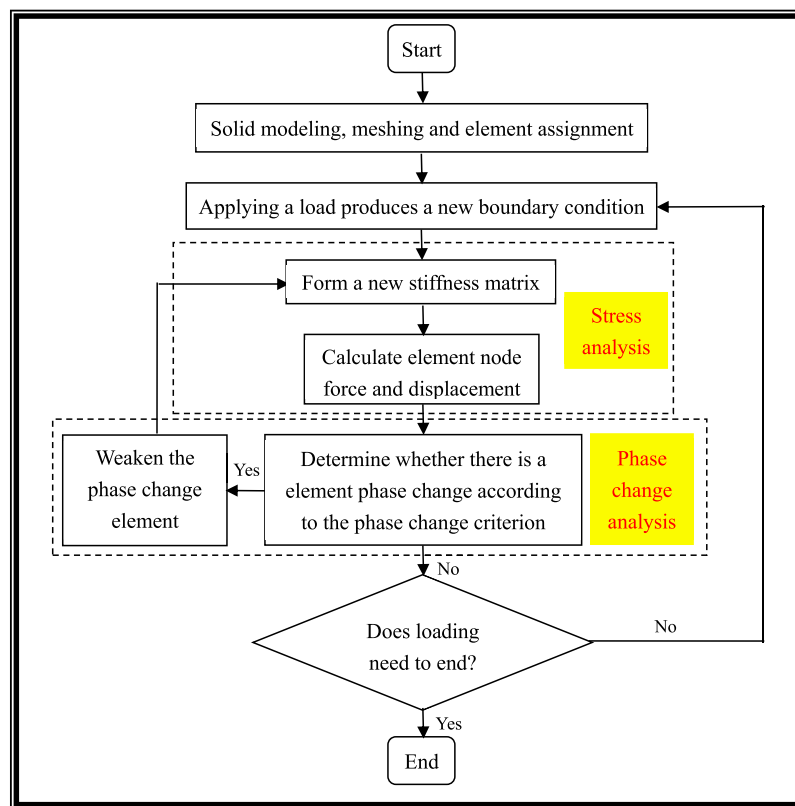 Start
Solid modeling, meshing and element assignment
Applying a load produces a new boundary condition
Form a new stiffness matrix
Stress
analysis
Calculate element node
force and displacement
Weaken the
phase change
element
Yes
Determine whether there is a
element phase change according
to the phase change criterion
Phase
change
analysis
No
Does loading
need to end?
No
Yes
End